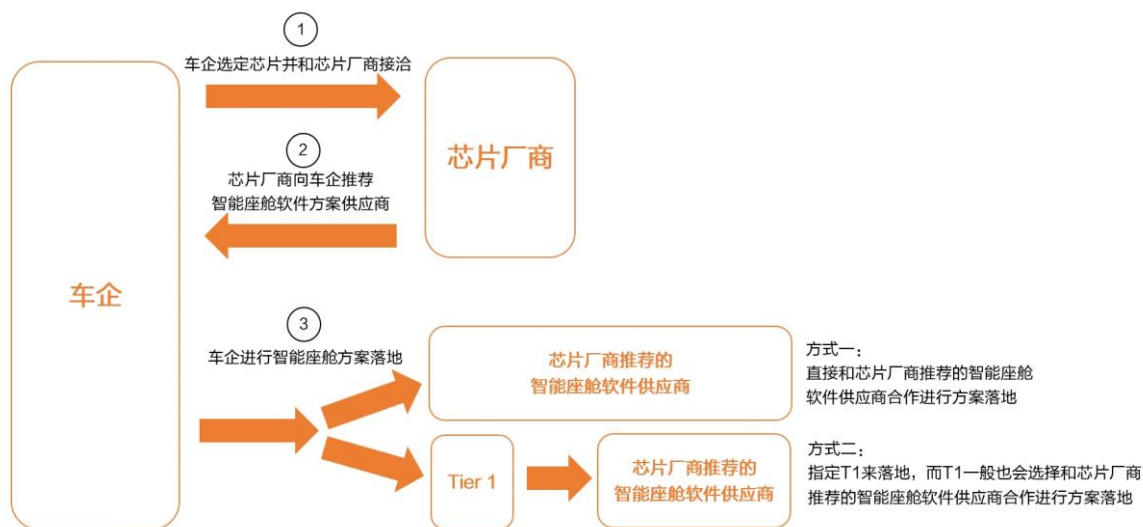 1
车企选定芯片并和芯片厂商接洽
车企
芯片厂商
2
芯片厂商向车企推荐
智能座舱软件方案供应商
3
车企进行智能座舱方案落地
芯片厂商推荐的
智能座舱软件供应商
方式一：
直接和芯片厂商推荐的智能座舱
软件供应商合作进行方案落地
Tier 1
芯片厂商推荐的
智能座舱软件供应商
方式二：
指定T1来落地，而T1一般也会选择和芯片厂商
推荐的智能座舱软件供应商合作进行方案落地